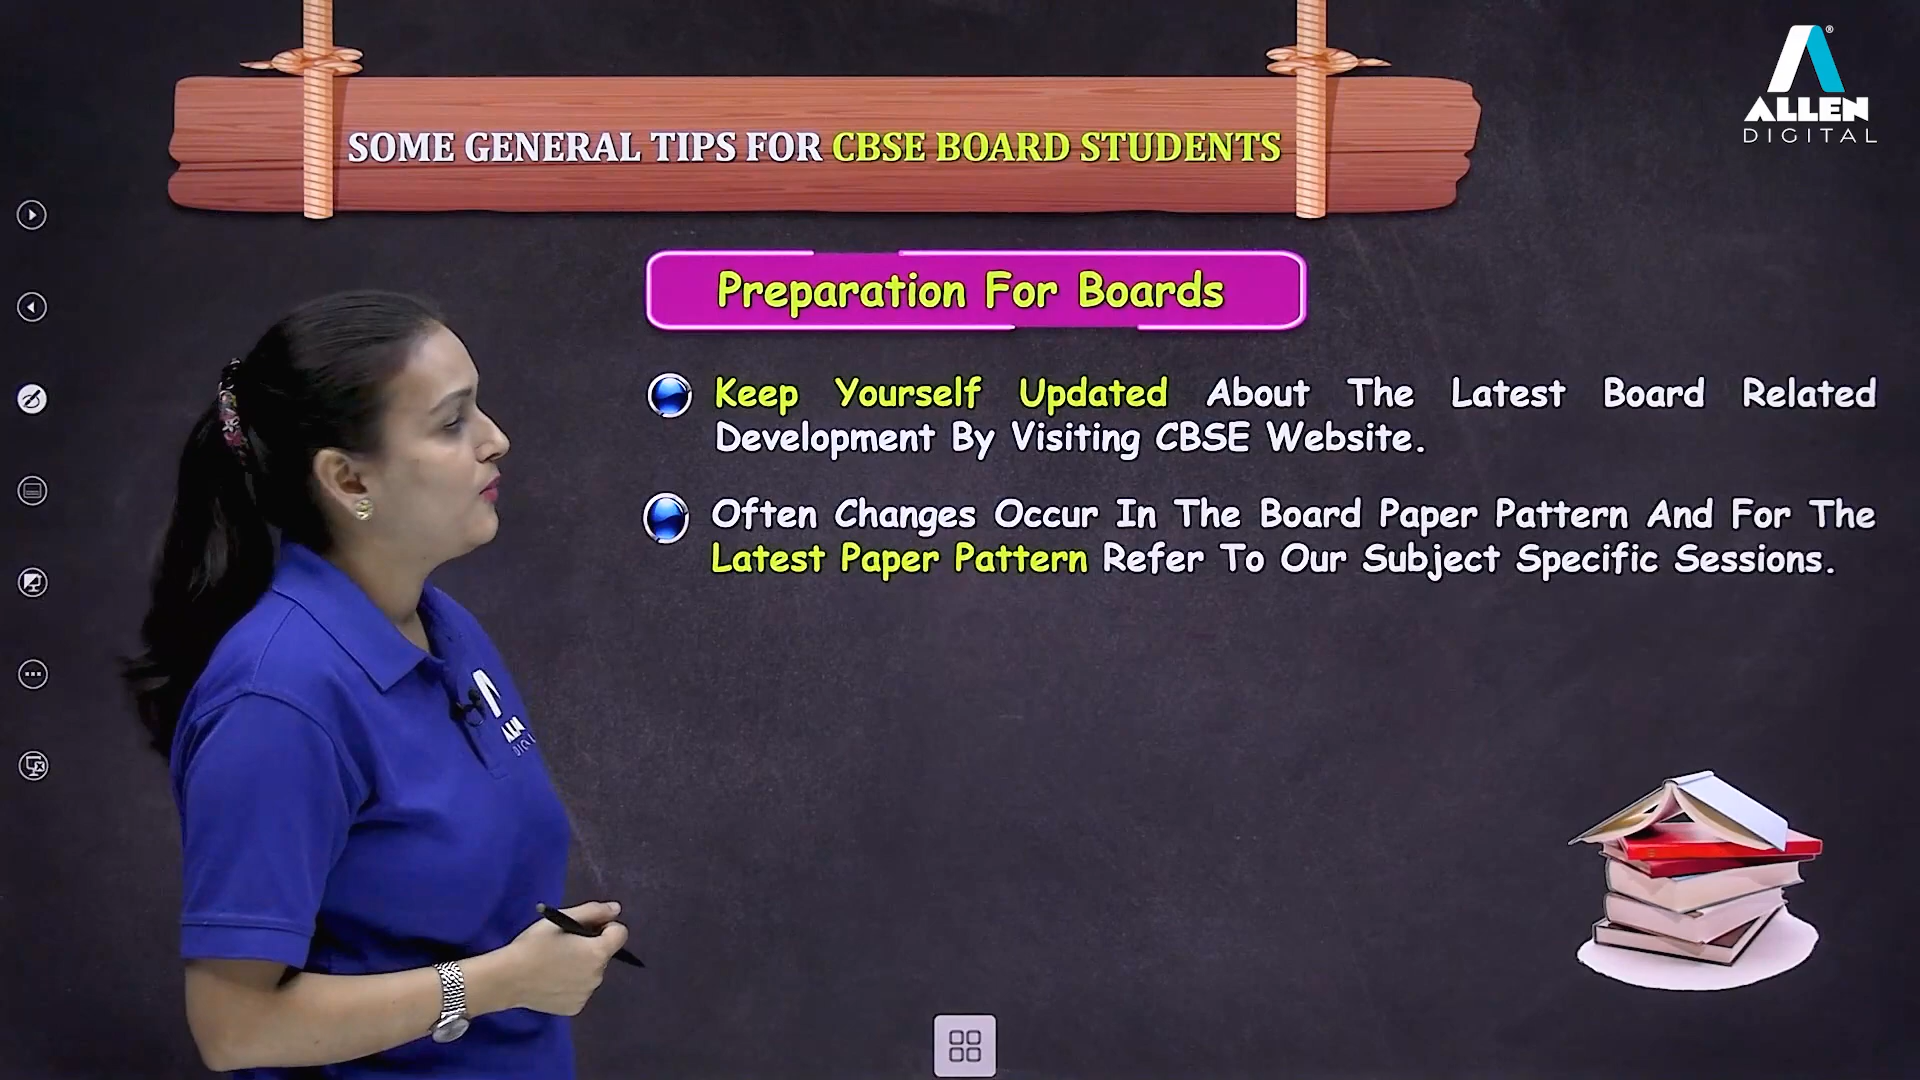 ALLEN
DIGITAL
SOME GENERAL TIPS FOR CBSE BOARD STUDENTS
Preparation For Boards
Keep Yourself Updated About The Latest Board Related
Development By Visiting CBSE Website.
Often Changes Occur In The Board Paper Pattern And For The
Latest Paper Pattern Refer To Our Subject Specific Sessions.